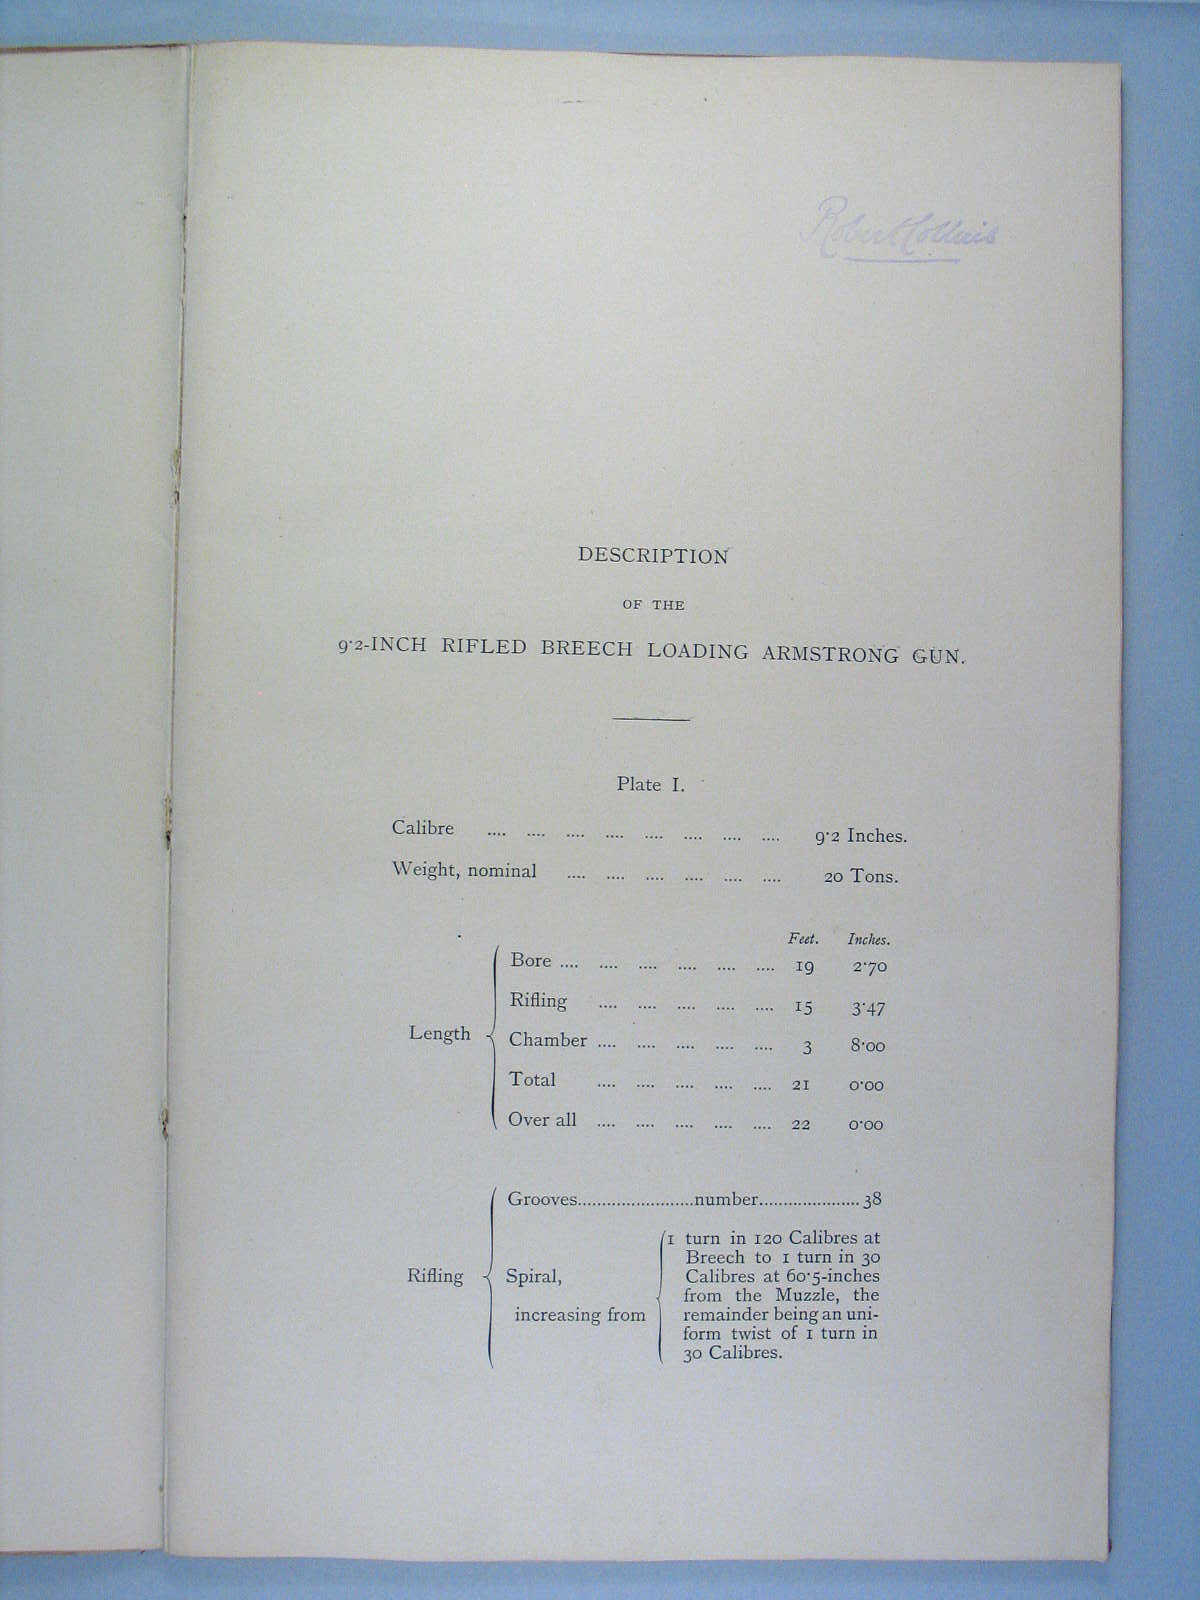 Robert Collins
DESCRIPTION
OF THE
9·2-INCH RIFLED BREECH LOADING ARMSTRONG GUN.
Plate I.
Calibre .... .... .... .... .... .... .... .... 9·2 Inches.
Weight, nominal .... .... .... .... .... .... 20 Tons.
Feet. Inches.
Bore .... .... .... .... .... .... 19 2·70
Rifling .... .... .... .... .... 15 3·47
Length Chamber .... .... .... .... .... 3 8·00
Total .... .... .... .... .... 21 0·00
Over all .... .... .... .... .... 22 0·00
Grooves........................number.....................38
1 turn in 120 Calibres at
Breech to 1 turn in 30
Rifling Spiral, Calibres at 60·5-inches
from the Muzzle, the
increasing from remainder being an uni-
form twist of 1 turn in
30 Calibres.